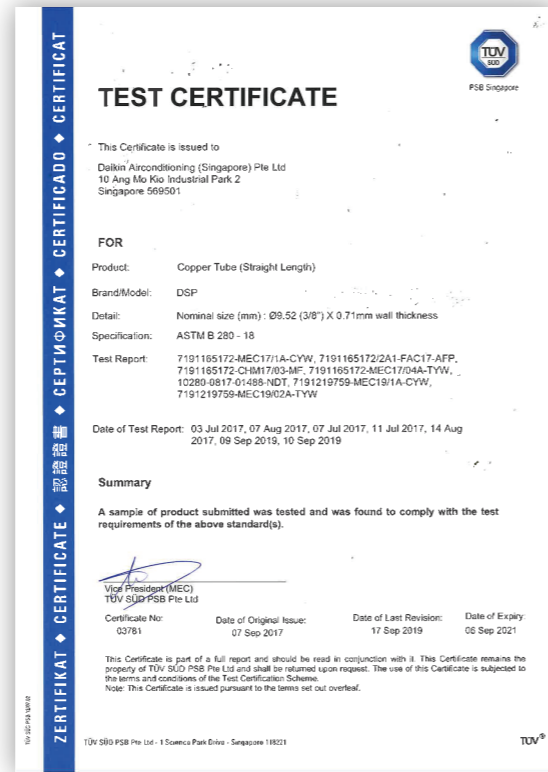 TÜV
SÜD
PSB Singapore
TEST CERTIFICATE
This Certificate is issued to
Daikin Airconditioning (Singapore) Pte Ltd
10 Ang Mo Kio Industrial Park 2
Singapore 569501
FOR
Product: Copper Tube (Straight Length)
Brand/Model: DSP
Detail: Nominal size (mm) : Ø9.52 (3/8") X 0.71mm wall thickness
Specification: ASTM B 280 - 18
Test Report: 7191165172-MEC17/1A-CYW, 7191165172/2A1-FAC17-AFP,
7191165172-CHM17/03-MF, 7191165172-MEC17/04A-TYW,
10280-0817-01488-NDT, 7191219759-MEC19/1A-CYW,
7191219759-MEC19/02A-TYW
Date of Test Report: 03 Jul 2017, 07 Aug 2017, 07 Jul 2017, 11 Jul 2017, 14 Aug
2017, 09 Sep 2019, 10 Sep 2019
Summary
A sample of product submitted was tested and was found to comply with the test
requirements of the above standard(s).
Vice President (MEC)
TÜV SÜD PSB Pte Ltd
Certificate No: Date of Original Issue: Date of Last Revision: Date of Expiry:
03781 07 Sep 2017 17 Sep 2019 06 Sep 2021
This Certificate is part of a full report and should be read in conjunction with it. This Certificate remains the
property of TÜV SÜD PSB Pte Ltd and shall be returned upon request. The use of this Certificate is subjected to
the terms and conditions of the Test Certification Scheme.
Note: This Certificate is issued pursuant to the terms set out overleaf.
TÜV SÜD PSB Pte Ltd - 1 Science Park Drive - Singapore 118221
TÜV®
ZERTIFIKAT ◆ CERTIFICATE ◆ 認證證書 ◆ СЕРТИФИКАТ ◆ CERTIFICADO ◆ CERTIFICAT